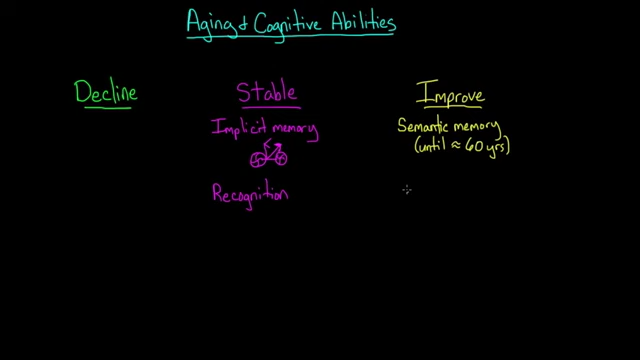 Aging & Cognitive Abilities
Decline
Stable
Improve
Implicit memory
Recognition
Semantic memory
(until ≈ 60 yrs)